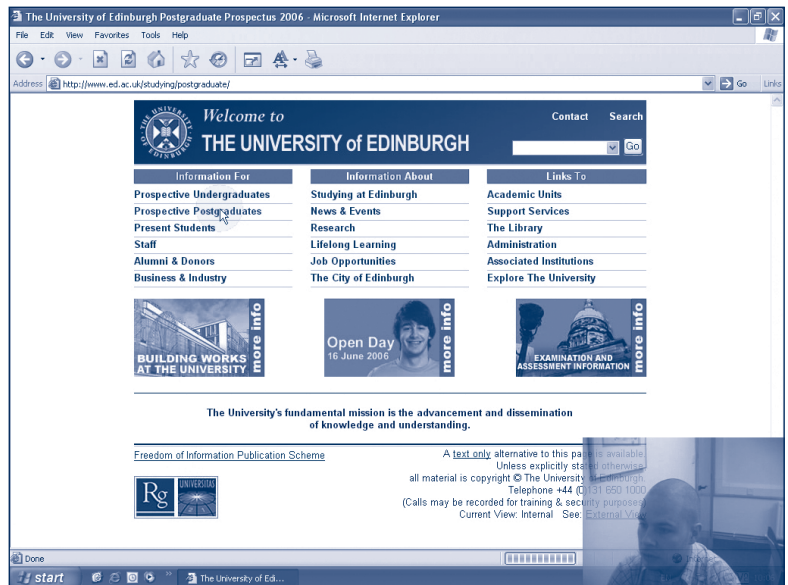 The University of Edinburgh Postgraduate Prospectus 2006 - Microsoft Internet Explorer
File Edit View Favorites Tools Help
Address http://www.ed.ac.uk/studying/postgraduate/ Go Links
THE UNIVERSITY OF EDINBURGH
Welcome to
THE UNIVERSITY of EDINBURGH
Contact Search
Go
Information For Information About Links To
Prospective Undergraduates Studying at Edinburgh Academic Units
Prospective Postgraduates News & Events Support Services
Present Students Research The Library
Staff Lifelong Learning Administration
Alumni & Donors Job Opportunities Associated Institutions
Business & Industry The City of Edinburgh Explore The University
BUILDING WORKS
AT THE UNIVERSITY
more info
Open Day
16 June 2006
more info
EXAMINATION AND
ASSESSMENT INFORMATION
more info
The University's fundamental mission is the advancement and dissemination
of knowledge and understanding.
Freedom of Information Publication Scheme
A text only alternative to this page is available.
Unless explicitly stated otherwise,
all material is copyright © The University of Edinburgh.
Telephone +44 (0)131 650 1000
(Calls may be recorded for training & security purposes)
Current View: Internal See: External View
Rg UNIVERSITAS
Done
start The University of Edi...